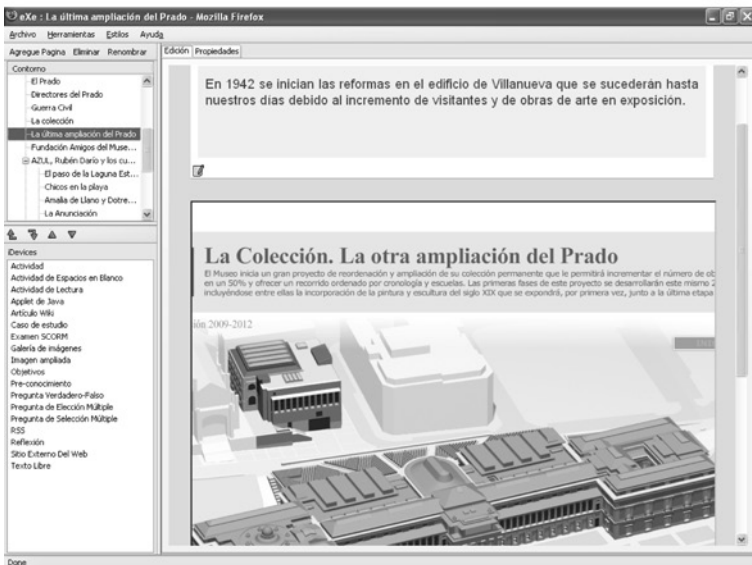 eXe : La última ampliación del Prado - Mozilla Firefox
Archivo Herramientas Estilos Ayuda
Agregue Pagina Eliminar Renombrar
Edición Propiedades
Contorno
El Prado
Directores del Prado
Guerra Civil
La colección
La última ampliación del Prado
Fundación Amigos del Muse...
AZUL, Rubén Darío y los cu...
El paso de la Laguna Est...
Chicos en la playa
Amalia de Llano y Dotre...
La Anunciación
iDevices
Actividad
Actividad de Espacios en Blanco
Actividad de Lectura
Applet de Java
Artículo Wiki
Caso de estudio
Examen SCORM
Galería de imágenes
Imagen ampliada
Objetivos
Pre-conocimiento
Pregunta Verdadero-Falso
Pregunta de Elección Múltiple
Pregunta de Selección Múltiple
RSS
Reflexión
Sitio Externo Del Web
Texto Libre
En 1942 se inician las reformas en el edificio de Villanueva que se sucederán hasta
nuestros días debido al incremento de visitantes y de obras de arte en exposición.
La Colección. La otra ampliación del Prado
El Museo inicia un gran proyecto de reordenación y ampliación de su colección permanente que le permitirá incrementar el número de ob
en un 50% y ofrecer un recorrido ordenado por cronología y escuelas. Las primeras fases de este proyecto se desarrollarán este mismo 2
incluyéndose entre ellas la incorporación de la pintura y escultura del siglo XIX que se expondrá, por primera vez, junto a la última etapa
ión 2009-2012
Done